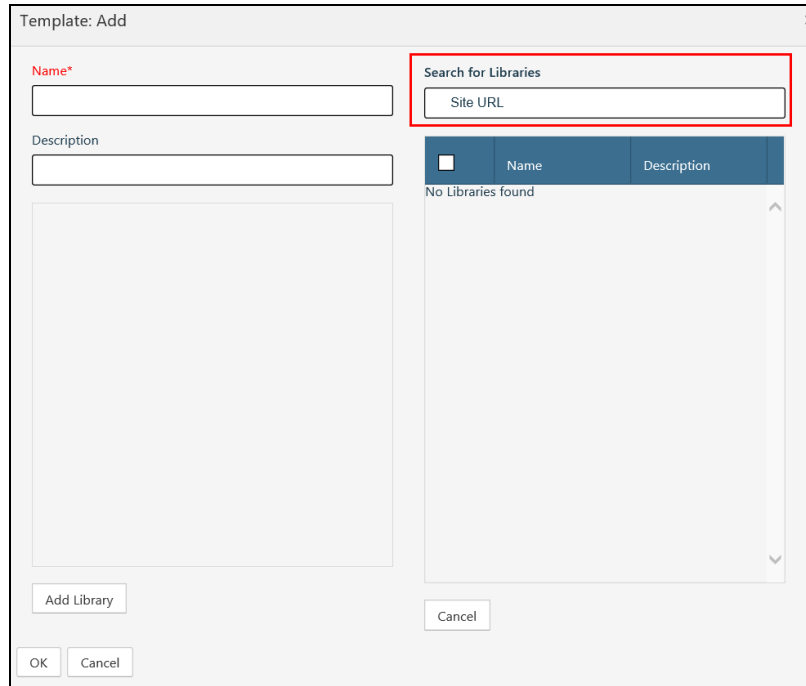 Template: Add
Name*
Description
Add Library
Search for Libraries
Site URL
Name Description
No Libraries found
Cancel
OK Cancel